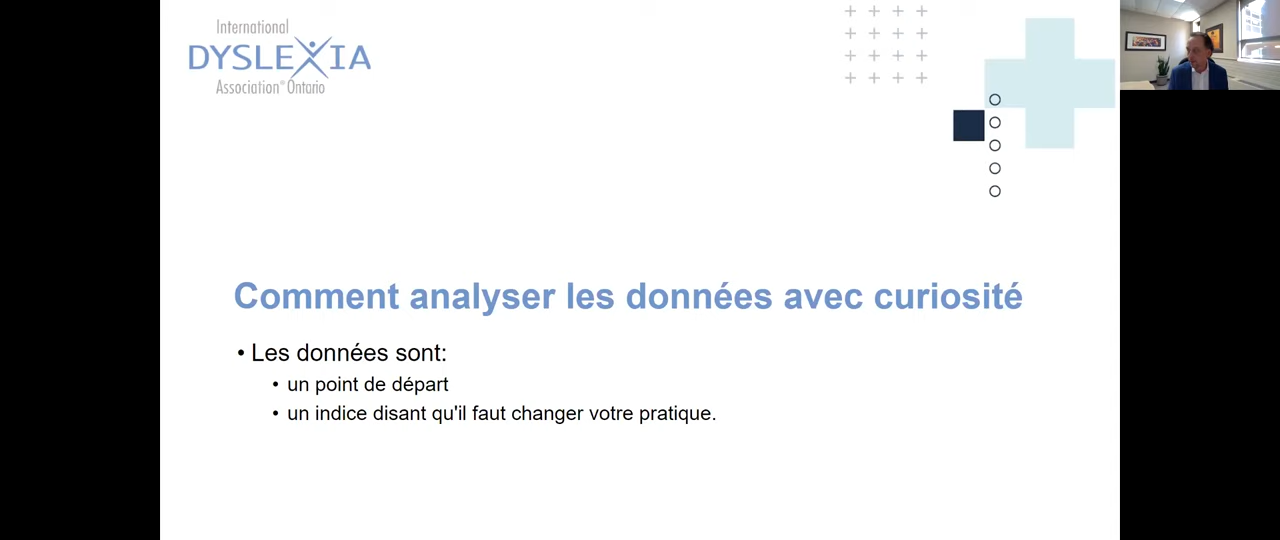 International
DYSLEXIA
Association® Ontario
Comment analyser les données avec curiosité
• Les données sont:
• un point de départ
• un indice disant qu'il faut changer votre pratique.